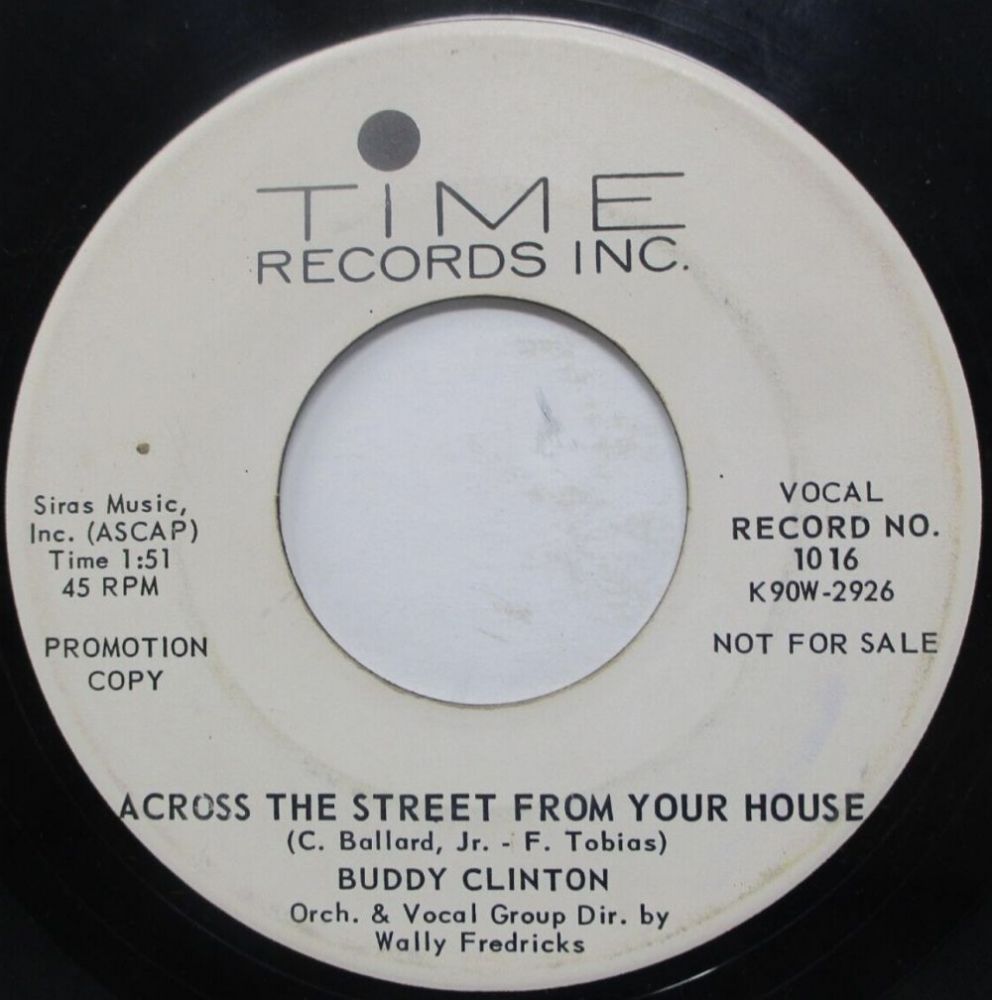 TiME
RECORDS INC.
Siras Music,
Inc. (ASCAP)
Time 1:51
45 RPM
PROMOTION
COPY
VOCAL
RECORD NO.
1016
K90W-2926
NOT FOR SALE
ACROSS THE STREET FROM YOUR HOUSE
(C. Ballard, Jr. - F. Tobias)
BUDDY CLINTON
Orch. & Vocal Group Dir. by
Wally Fredricks